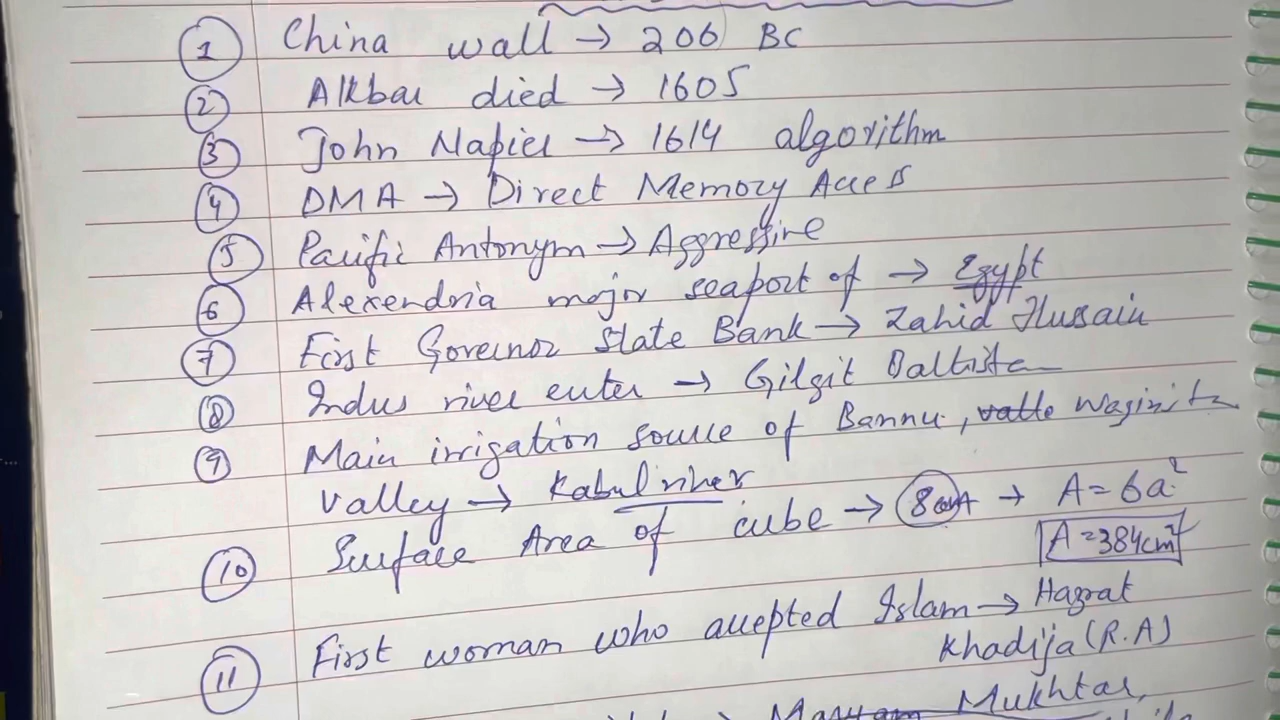 1 China wall → 206 BC
2 Akbar died → 1605
3 John Napier → 1614 algorithm
4 DMA → Direct Memory Access
5 Pacific Antonym → Aggressive
6 Alexendria major seaport of → Egypt
7 First Governor State Bank → Zahid Hussain
8 Indus river enter → Gilgit Baltistan
9 Main irrigation source of Bannu,
valley → Kabul river
10 Surface Area of cube → 8cm → A = 6a²
A = 384cm²
11 First woman who accepted Islam → Hazrat
Khadija (R.A)
Maryam Mukhtar,